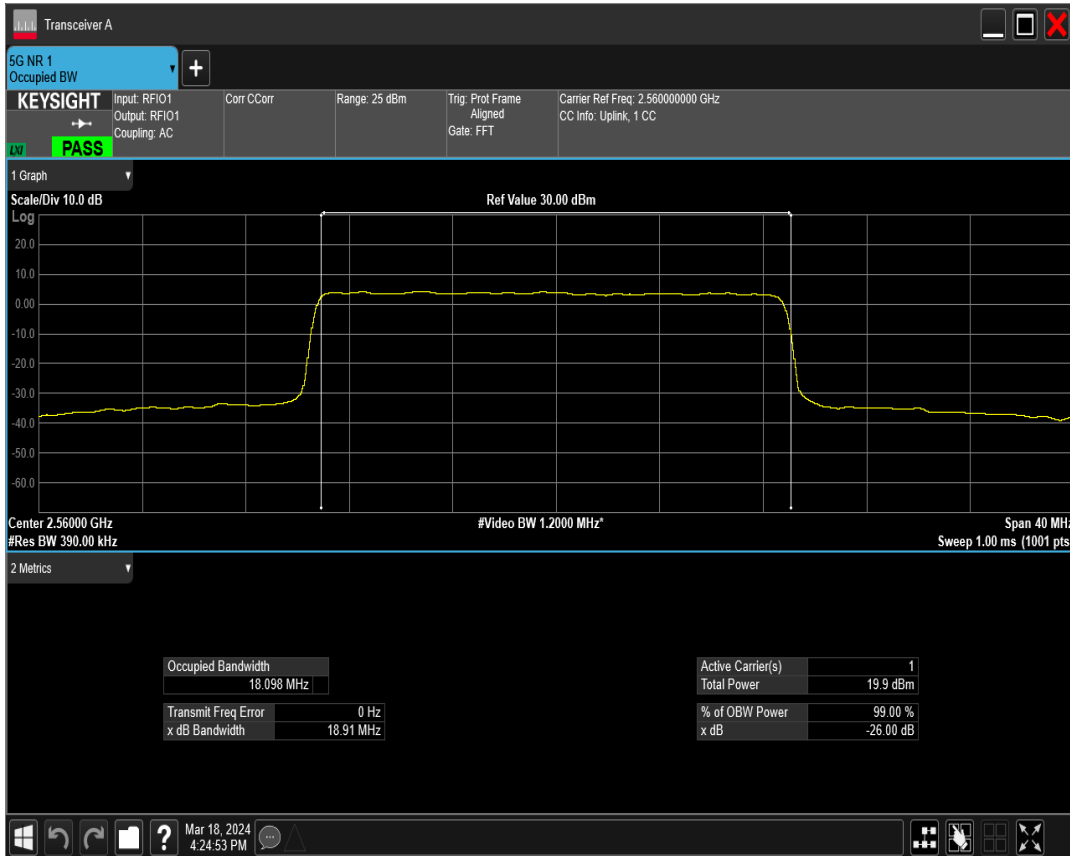 Transceiver A
5G NR 1
Occupied BW
KEYSIGHT
LXI
PASS
Input: RFIO1
Output: RFIO1
Coupling: AC
Corr CCorr
Range: 25 dBm
Trig: Prot Frame
Aligned
Gate: FFT
Carrier Ref Freq: 2.560000000 GHz
CC Info: Uplink, 1 CC
1 Graph
Scale/Div 10.0 dB
Ref Value 30.00 dBm
Log
20.0
10.0
0.00
-10.0
-20.0
-30.0
-40.0
-50.0
-60.0
Center 2.56000 GHz
#Video BW 1.2000 MHz*
Span 40 MHz
#Res BW 390.00 kHz
Sweep 1.00 ms (1001 pts
2 Metrics
Occupied Bandwidth
18.098 MHz
Transmit Freq Error 0 Hz
x dB Bandwidth 18.91 MHz
Active Carrier(s) 1
Total Power 19.9 dBm
% of OBW Power 99.00 %
x dB -26.00 dB
?
Mar 18, 2024
4:24:53 PM